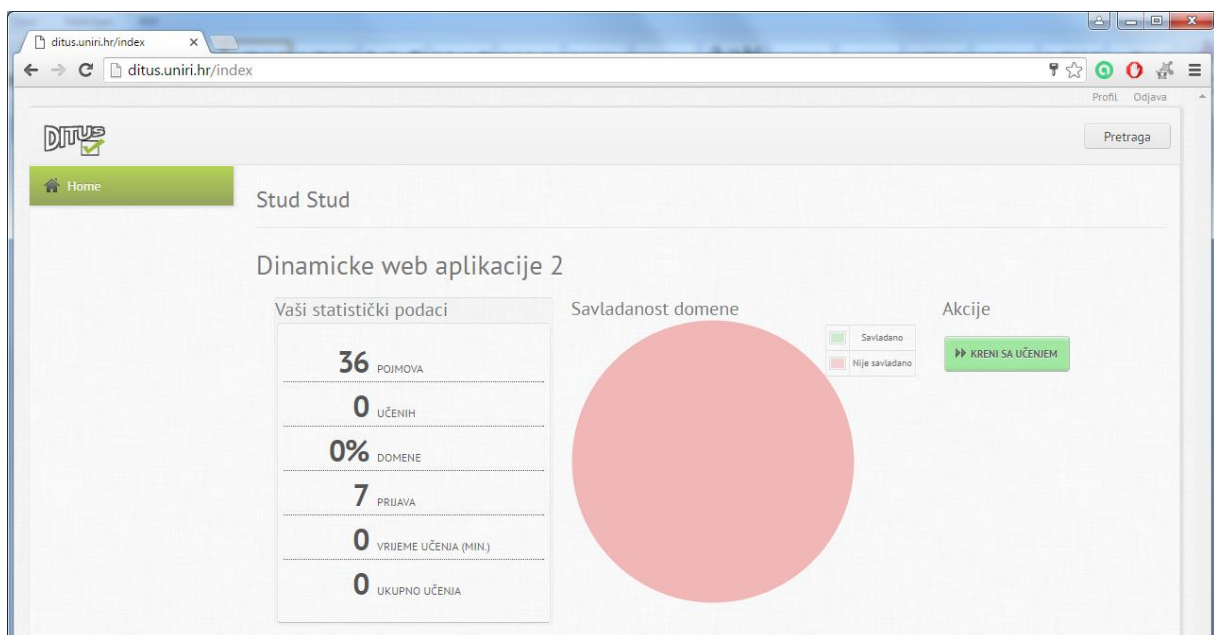 ditus.uniri.hr/index
ditus.uniri.hr/index
Profil Odjava
DITUS
Pretraga
Home
Stud Stud
Dinamicke web aplikacije 2
Vaši statistički podaci
36 POJMOVA
0 UČENIH
0% DOMENE
7 PRIJAVA
0 VRIJEME UČENJA (MIN.)
0 UKUPNO UČENJA
Savladanost domene
Savladano
Nije savladano
Akcije
KRENI SA UČENJEM